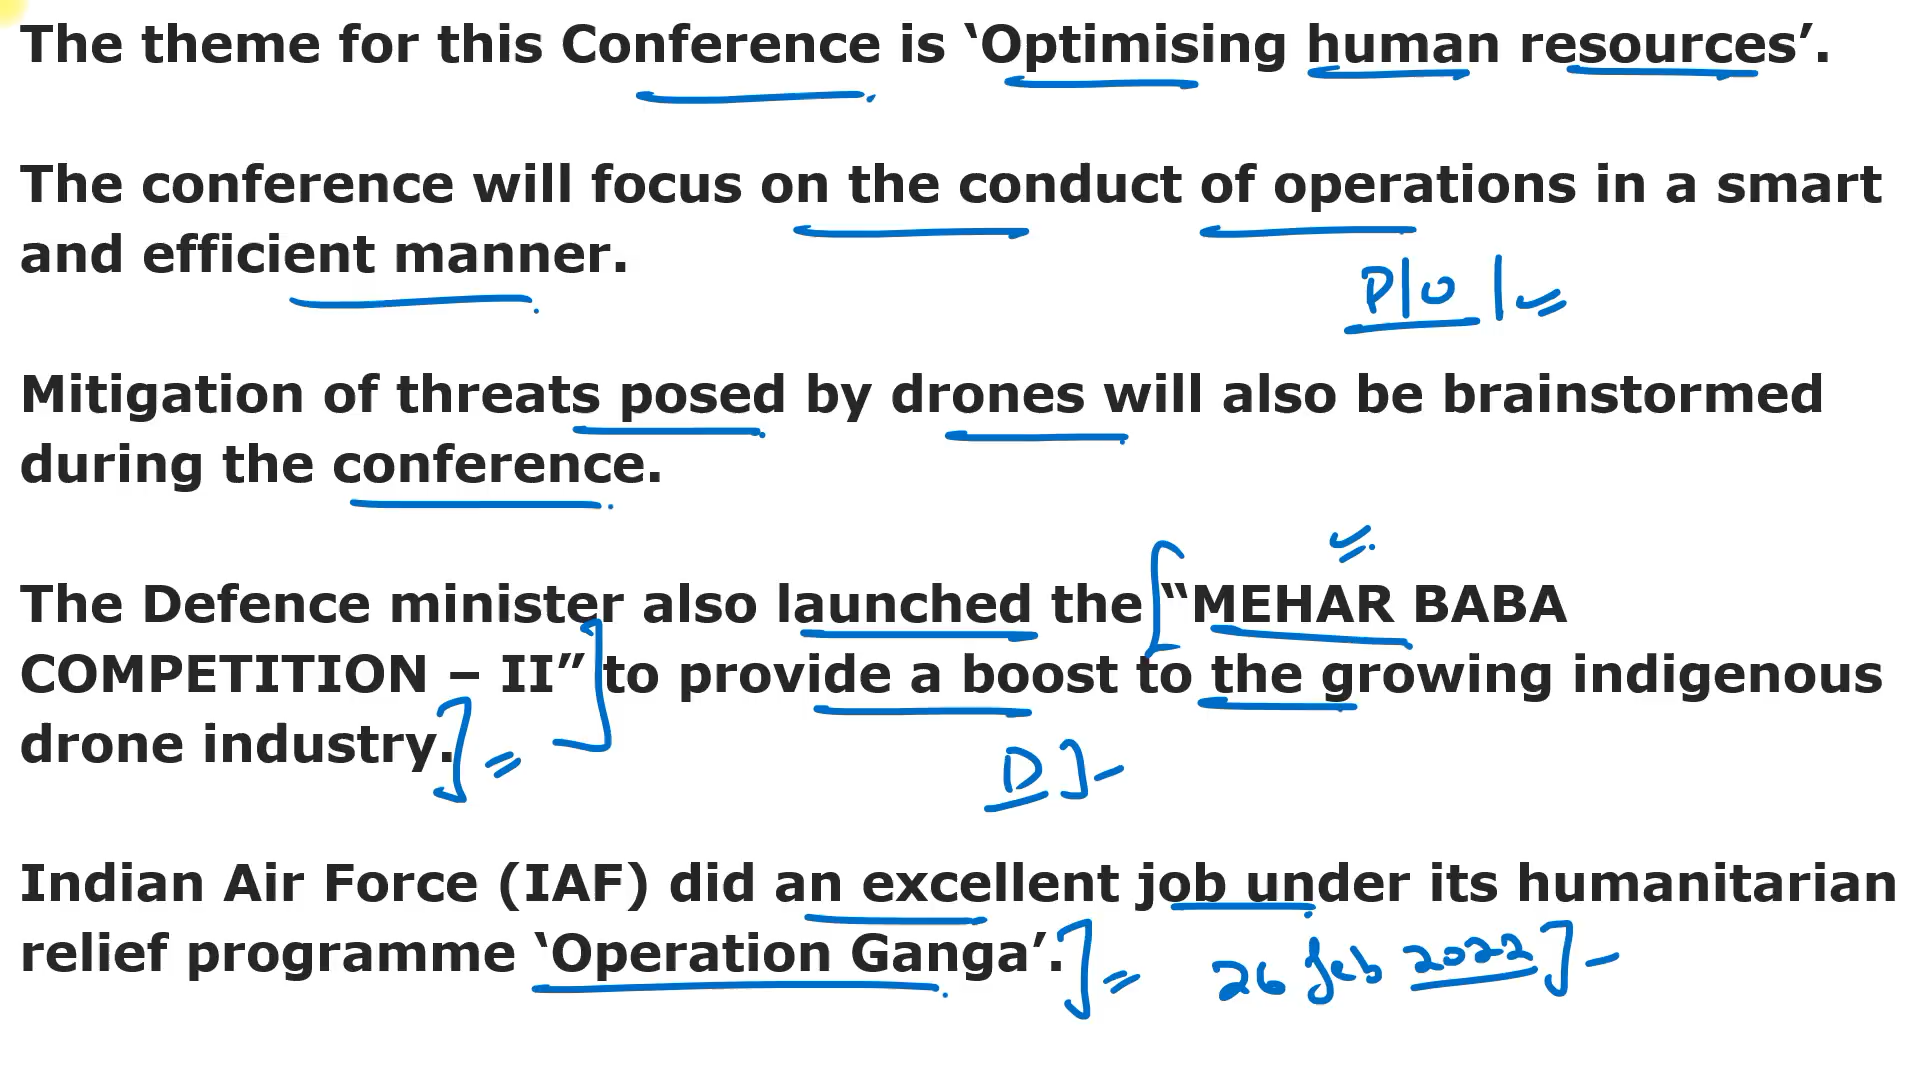 The theme for this Conference is ‘Optimising human resources’.
The conference will focus on the conduct of operations in a smart
and efficient manner.
P|O|
Mitigation of threats posed by drones will also be brainstormed
during the conference.
The Defence minister also launched the “MEHAR BABA
COMPETITION – II” to provide a boost to the growing indigenous
drone industry.
D]-
Indian Air Force (IAF) did an excellent job under its humanitarian
relief programme ‘Operation Ganga’.
26 feb 2022]-